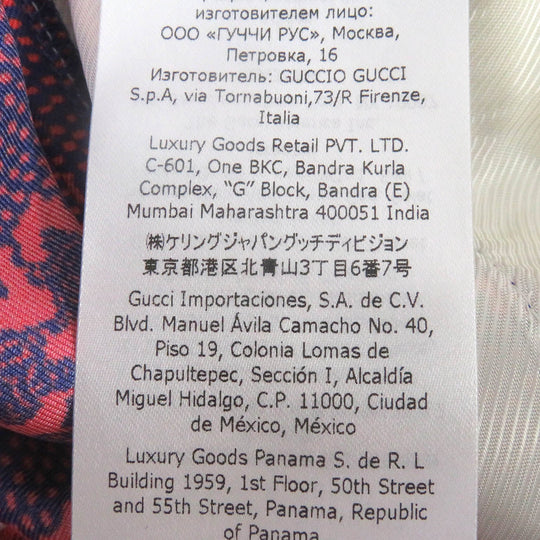 изготовителем лицо:
ООО «ГУЧЧИ РУС», Москва,
Петровка, 16
Изготовитель: GUCCIO GUCCI
S.p.A, via Tornabuoni,73/R Firenze,
Italia
Luxury Goods Retail PVT. LTD.
C-601, One BKC, Bandra Kurla
Complex, “G” Block, Bandra (E)
Mumbai Maharashtra 400051 India
㈱ケリングジャパングッチディビジョン
東京都港区北青山3丁目6番7号
Gucci Importaciones, S.A. de C.V.
Blvd. Manuel Ávila Camacho No. 40,
Piso 19, Colonia Lomas de
Chapultepec, Sección I, Alcaldía
Miguel Hidalgo, C.P. 11000, Ciudad
de México, México
Luxury Goods Panama S. de R. L
Building 1959, 1st Floor, 50th Street
and 55 Street, Panama, Republic
of Panama